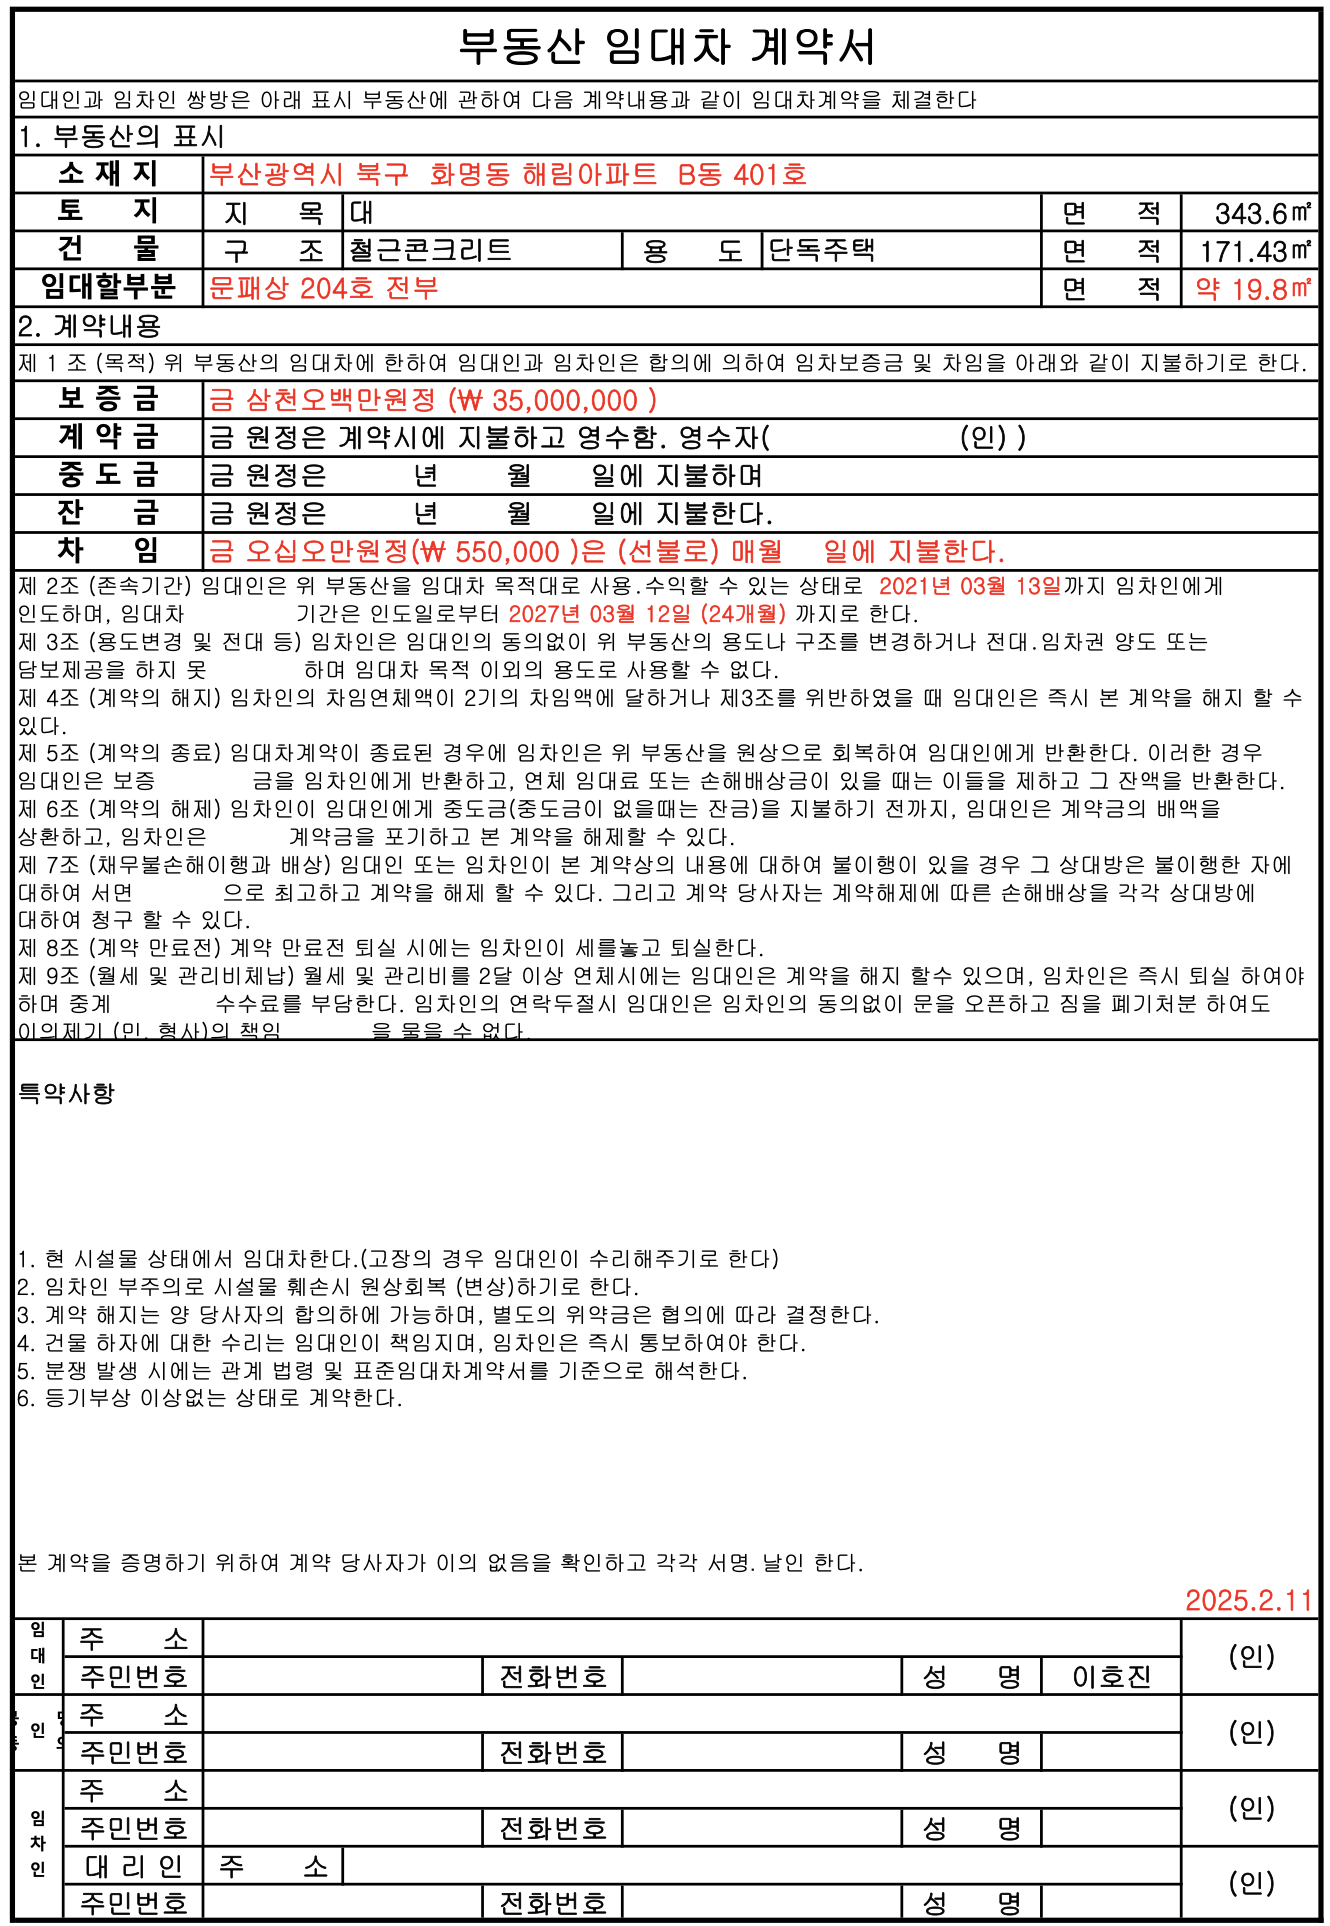 부동산 임대차 계약서
임대인과 임차인 쌍방은 아래 표시 부동산에 관하여 다음 계약내용과 같이 임대차계약을 체결한다
1. 부동산의 표시
소 재 지 부산광역시 북구 화명동 해림아파트 B동 401호
토 지 지 목 대 면 적 343.6㎡
건 물 구 조 철근콘크리트 용 도 단독주택 면 적 171.43㎡
임대할부분 문패상 204호 전부 면 적 약 19.8㎡
2. 계약내용
제 1 조 (목적) 위 부동산의 임대차에 한하여 임대인과 임차인은 합의에 의하여 임차보증금 및 차임을 아래와 같이 지불하기로 한다.
보 증 금 금 삼천오백만원정 (₩ 35,000,000 )
계 약 금 금 원정은 계약시에 지불하고 영수함. 영수자( (인) )
중 도 금 금 원정은 년 월 일에 지불하며
잔 금 금 원정은 년 월 일에 지불한다.
차 임 금 오십오만원정(₩ 550,000 )은 (선불로) 매월 일에 지불한다.
제 2조 (존속기간) 임대인은 위 부동산을 임대차 목적대로 사용.수익할 수 있는 상태로 2021년 03월 13일까지 임차인에게
인도하며, 임대차 기간은 인도일로부터 2027년 03월 12일 (24개월) 까지로 한다.
제 3조 (용도변경 및 전대 등) 임차인은 임대인의 동의없이 위 부동산의 용도나 구조를 변경하거나 전대.임차권 양도 또는
담보제공을 하지 못 하며 임대차 목적 이외의 용도로 사용할 수 없다.
제 4조 (계약의 해지) 임차인의 차임연체액이 2기의 차임액에 달하거나 제3조를 위반하였을 때 임대인은 즉시 본 계약을 해지 할 수
있다.
제 5조 (계약의 종료) 임대차계약이 종료된 경우에 임차인은 위 부동산을 원상으로 회복하여 임대인에게 반환한다. 이러한 경우
임대인은 보증 금을 임차인에게 반환하고, 연체 임대료 또는 손해배상금이 있을 때는 이들을 제하고 그 잔액을 반환한다.
제 6조 (계약의 해제) 임차인이 임대인에게 중도금(중도금이 없을때는 잔금)을 지불하기 전까지, 임대인은 계약금의 배액을
상환하고, 임차인은 계약금을 포기하고 본 계약을 해제할 수 있다.
제 7조 (채무불손해이행과 배상) 임대인 또는 임차인이 본 계약상의 내용에 대하여 불이행이 있을 경우 그 상대방은 불이행한 자에
대하여 서면 으로 최고하고 계약을 해제 할 수 있다. 그리고 계약 당사자는 계약해제에 따른 손해배상을 각각 상대방에
대하여 청구 할 수 있다.
제 8조 (계약 만료전) 계약 만료전 퇴실 시에는 임차인이 세를놓고 퇴실한다.
제 9조 (월세 및 관리비체납) 월세 및 관리비를 2달 이상 연체시에는 임대인은 계약을 해지 할수 있으며, 임차인은 즉시 퇴실 하여야
하며 중계 수수료를 부담한다. 임차인의 연락두절시 임대인은 임차인의 동의없이 문을 오픈하고 짐을 폐기처분 하여도
이의제기 (민. 형사)의 책임 을 물을 수 없다.
특약사항
1. 현 시설물 상태에서 임대차한다.(고장의 경우 임대인이 수리해주기로 한다)
2. 임차인 부주의로 시설물 훼손시 원상회복 (변상)하기로 한다.
3. 계약 해지는 양 당사자의 합의하에 가능하며, 별도의 위약금은 협의에 따라 결정한다.
4. 건물 하자에 대한 수리는 임대인이 책임지며, 임차인은 즉시 통보하여야 한다.
5. 분쟁 발생 시에는 관계 법령 및 표준임대차계약서를 기준으로 해석한다.
6. 등기부상 이상없는 상태로 계약한다.
본 계약을 증명하기 위하여 계약 당사자가 이의 없음을 확인하고 각각 서명.날인 한다.
2025.2.11
임대인 주 소 (인)
주민번호 전화번호 성 명 이호진
인 주 소 (인)
주민번호 전화번호 성 명
임차인 주 소 (인)
주민번호 전화번호 성 명
대 리 인 주 소 (인)
주민번호 전화번호 성 명